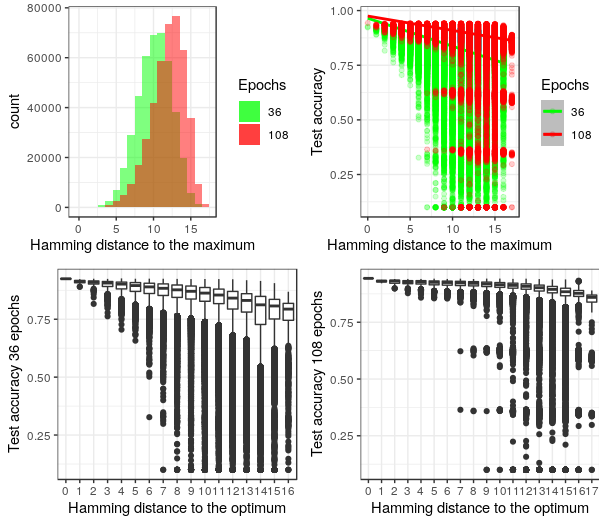 80000
60000
40000
20000
0
0 5 10 15
count
Hamming distance to the maximum
Epochs
36
108
1.00
0.75
0.50
0.25
0 5 10 15
Test accuracy
Hamming distance to the maximum
Epochs
36
108
0.75
0.50
0.25
0 1 2 3 4 5 6 7 8 9 10 11 12 13 14 15 16
Test accuracy 36 epochs
Hamming distance to the optimum
0.75
0.50
0.25
0 1 2 3 4 5 6 7 8 9 10 11 12 13 14 15 16 17
Test accuracy 108 epochs
Hamming distance to the optimum